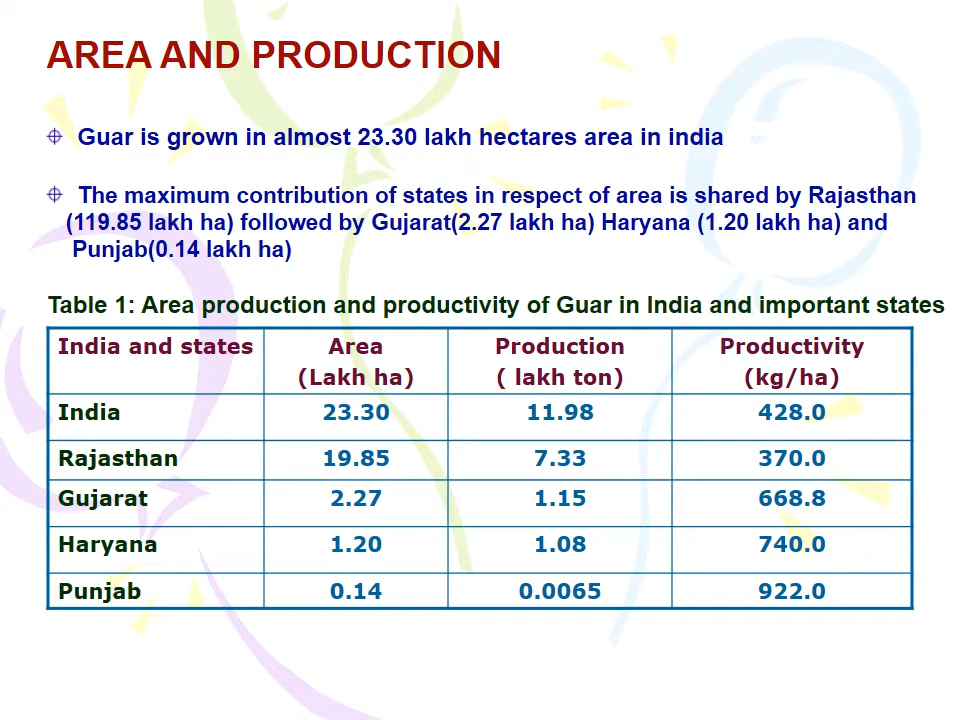 AREA AND PRODUCTION
Guar is grown in almost 23.30 lakh hectares area in india
The maximum contribution of states in respect of area is shared by Rajasthan
(119.85 lakh ha) followed by Gujarat(2.27 lakh ha) Haryana (1.20 lakh ha) and
Punjab(0.14 lakh ha)
Table 1: Area production and productivity of Guar in India and important states
India and states Area Production Productivity
(Lakh ha) ( lakh ton) (kg/ha)
India 23.30 11.98 428.0
Rajasthan 19.85 7.33 370.0
Gujarat 2.27 1.15 668.8
Haryana 1.20 1.08 740.0
Punjab 0.14 0.0065 922.0